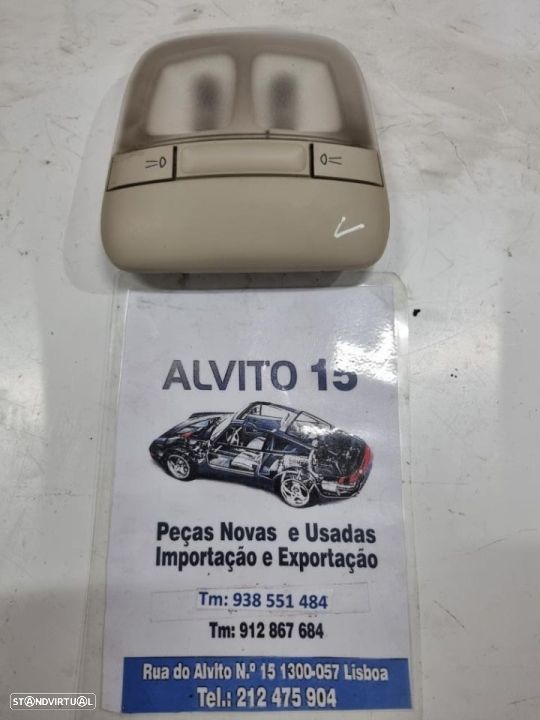 ALVITO 15
Peças Novas e Usadas
Importação e Exportação
Tm: 938 551 484
Tm: 912 867 684
Rua do Alvito N.º 15 1300-057 Lisboa
Tel.: 212 475 904
STANDVIRTUAL